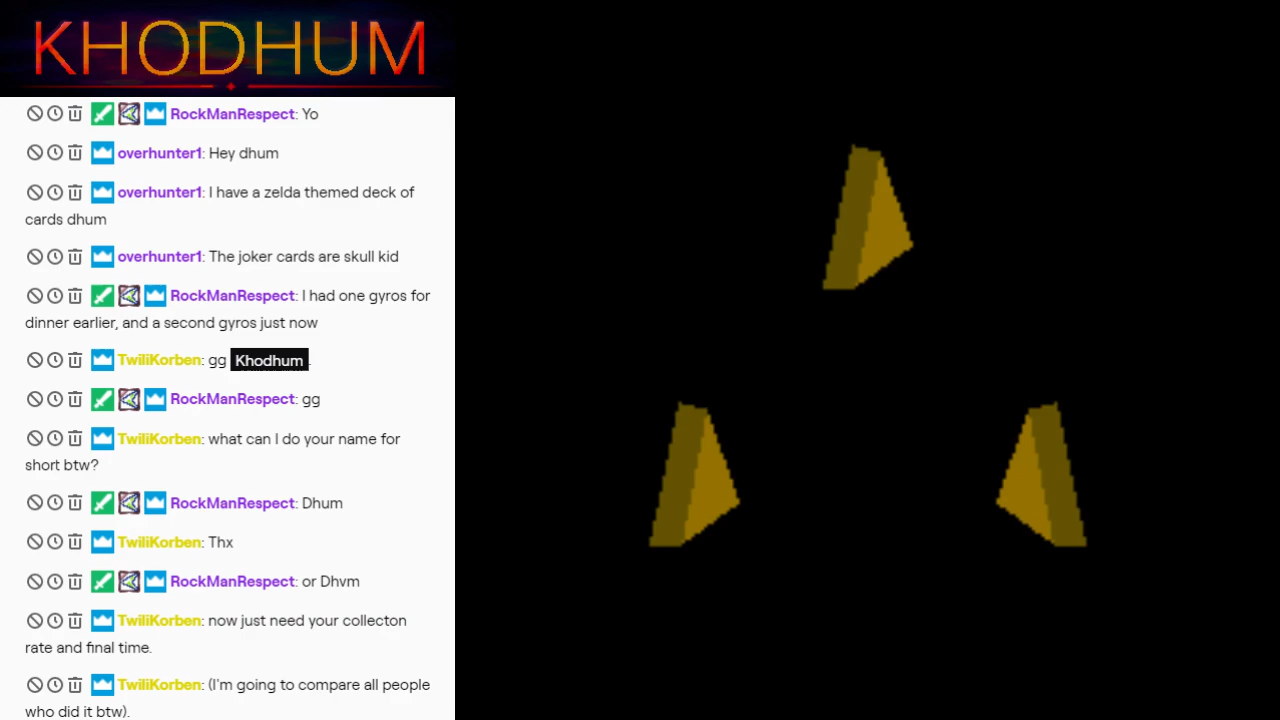 KHODHUM
RockManRespect: Yo
overhunter1: Hey dhum
overhunter1: I have a zelda themed deck of
cards dhum
overhunter1: The joker cards are skull kid
RockManRespect: I had one gyros for
dinner earlier, and a second gyros just now
TwiliKorben: gg Khodhum.
RockManRespect: gg
TwiliKorben: what can I do your name for
short btw?
RockManRespect: Dhum
TwiliKorben: Thx
RockManRespect: or Dhvm
TwiliKorben: now just need your collecton
rate and final time.
TwiliKorben: (I'm going to compare all people
who did it btw).